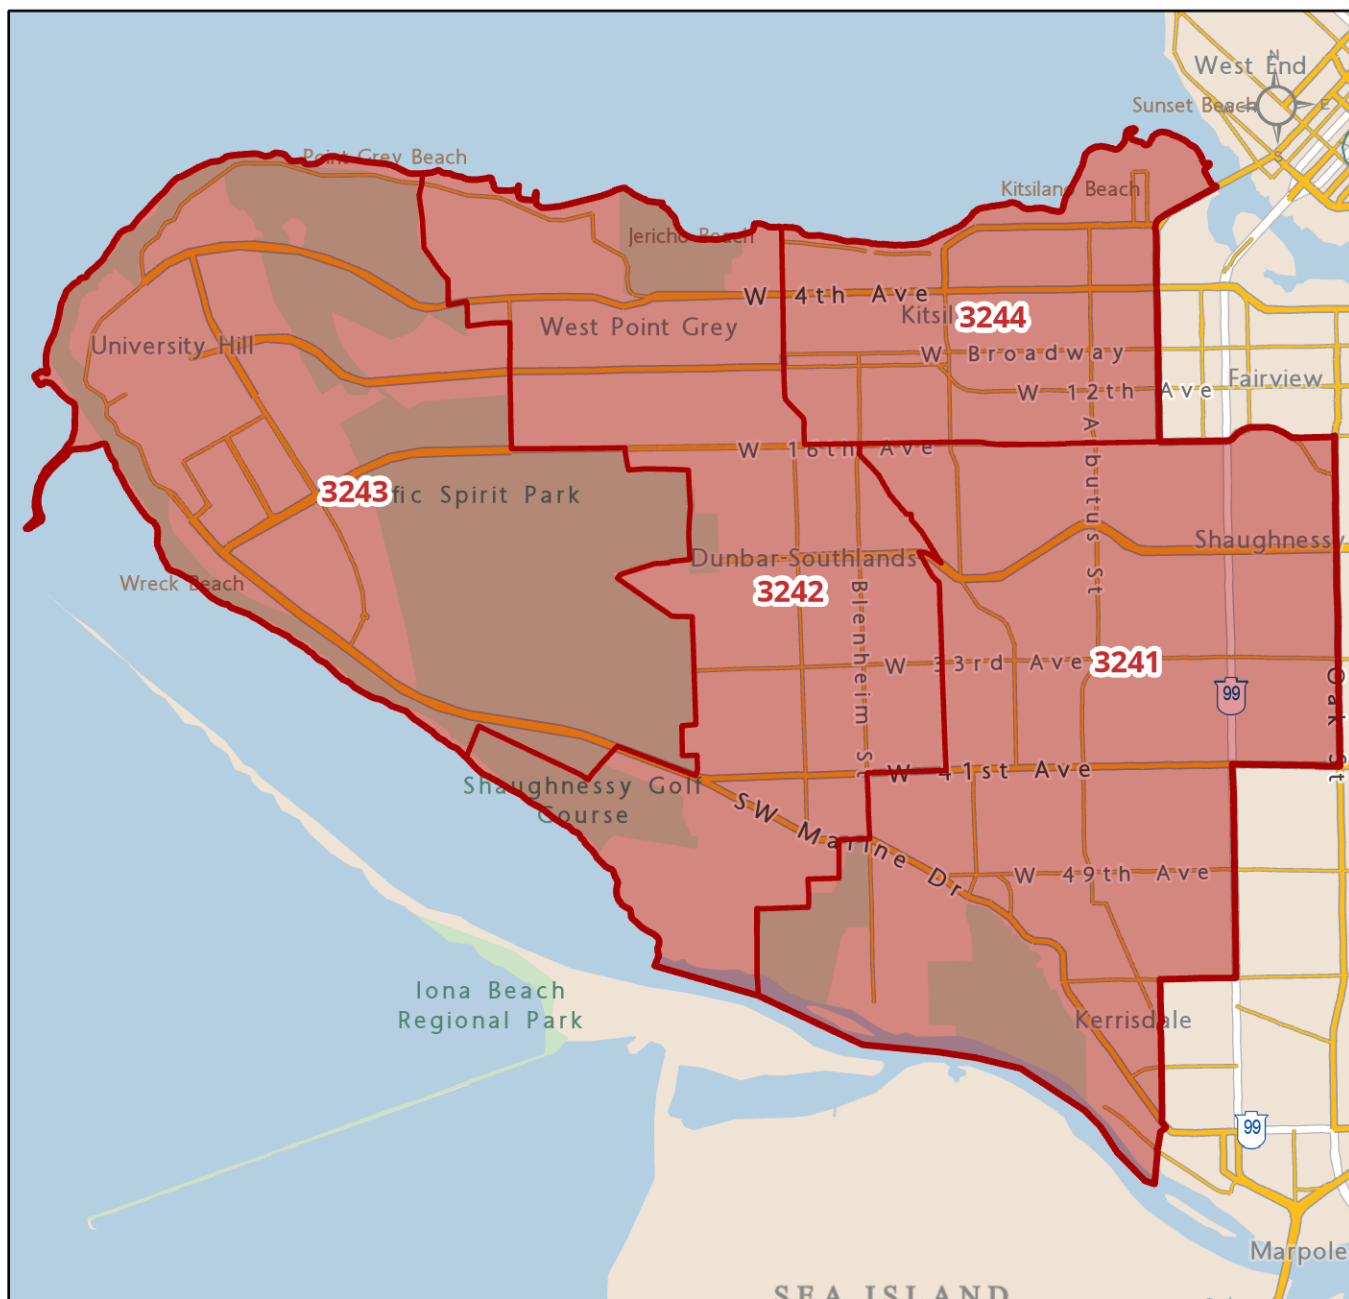 West End
N
Sunset Beach
W
E
S
Point Grey Beach
Kitsilano Beach
Jericho Beach
W 4th Ave
Kitsil
3244
West Point Grey
University Hill
W Broadway
Fairview
W 12th Ave
Arbutus St
W 16th Ave
3243
fic Spirit Park
Shaughnessy
Dunbar-Southlands
Wreck Beach
3242
Blenheim St
W 33rd Ave
3241
99
Oak St
W 41st Ave
Shaughnessy Golf
Course
SW Marine Dr
W 49th Ave
Iona Beach
Regional Park
Kerrisdale
99
Marpole
SEA ISLAND